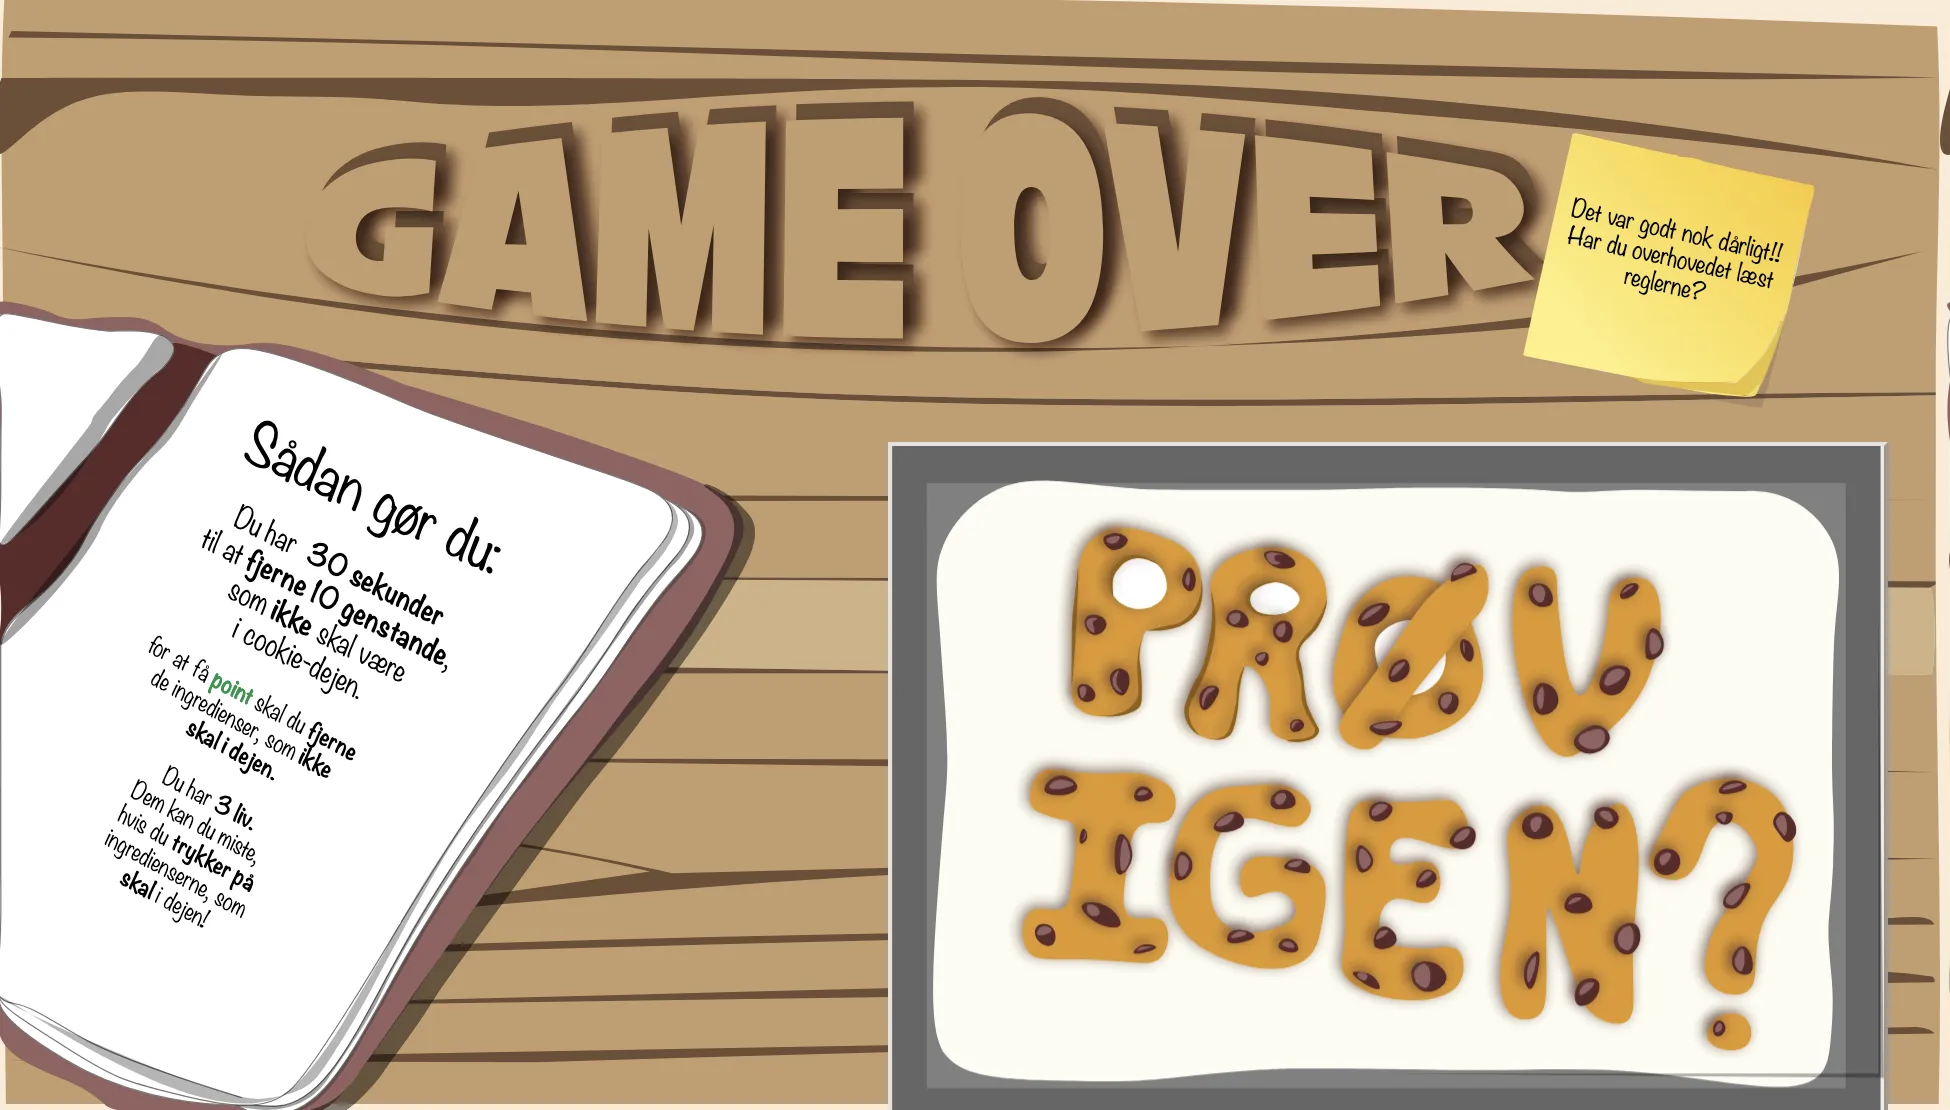 GAME OVER
Det var godt nok dårligt!!
Har du overhovedet læst
reglerne?
Sådan gør du:
Du har 30 sekunder
til at fjerne 10 genstande,
som ikke skal være
i cookie-dejen.
for at få point skal du fjerne
de ingredienser, som ikke
skal i dejen.
Du har 3 liv.
Dem kan du miste,
hvis du trykker på
ingredienserne, som
skal i dejen!
PRØV
IGEN?